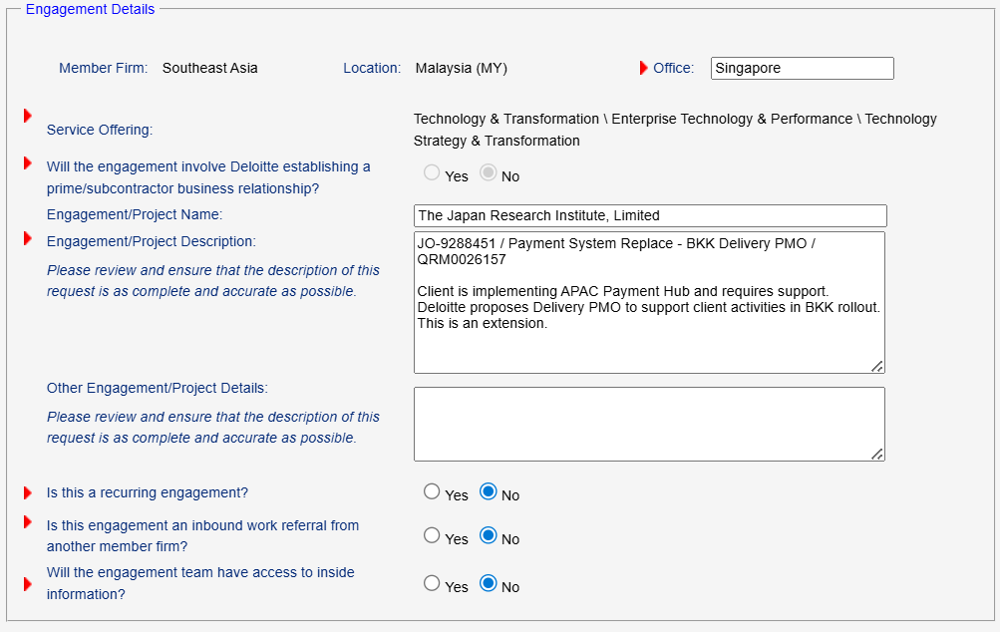 Engagement Details
Member Firm: Southeast Asia Location: Malaysia (MY) Office: Singapore
Service Offering:
Technology & Transformation \ Enterprise Technology & Performance \ Technology
Strategy & Transformation
Will the engagement involve Deloitte establishing a
prime/subcontractor business relationship?
Yes No
Engagement/Project Name:
The Japan Research Institute, Limited
Engagement/Project Description:
Please review and ensure that the description of this
request is as complete and accurate as possible.
JO-9288451 / Payment System Replace - BKK Delivery PMO /
QRM0026157
Client is implementing APAC Payment Hub and requires support.
Deloitte proposes Delivery PMO to support client activities in BKK rollout.
This is an extension.
Other Engagement/Project Details:
Please review and ensure that the description of this
request is as complete and accurate as possible.
Is this a recurring engagement?
Yes No
Is this engagement an inbound work referral from
another member firm?
Yes No
Will the engagement team have access to inside
information?
Yes No